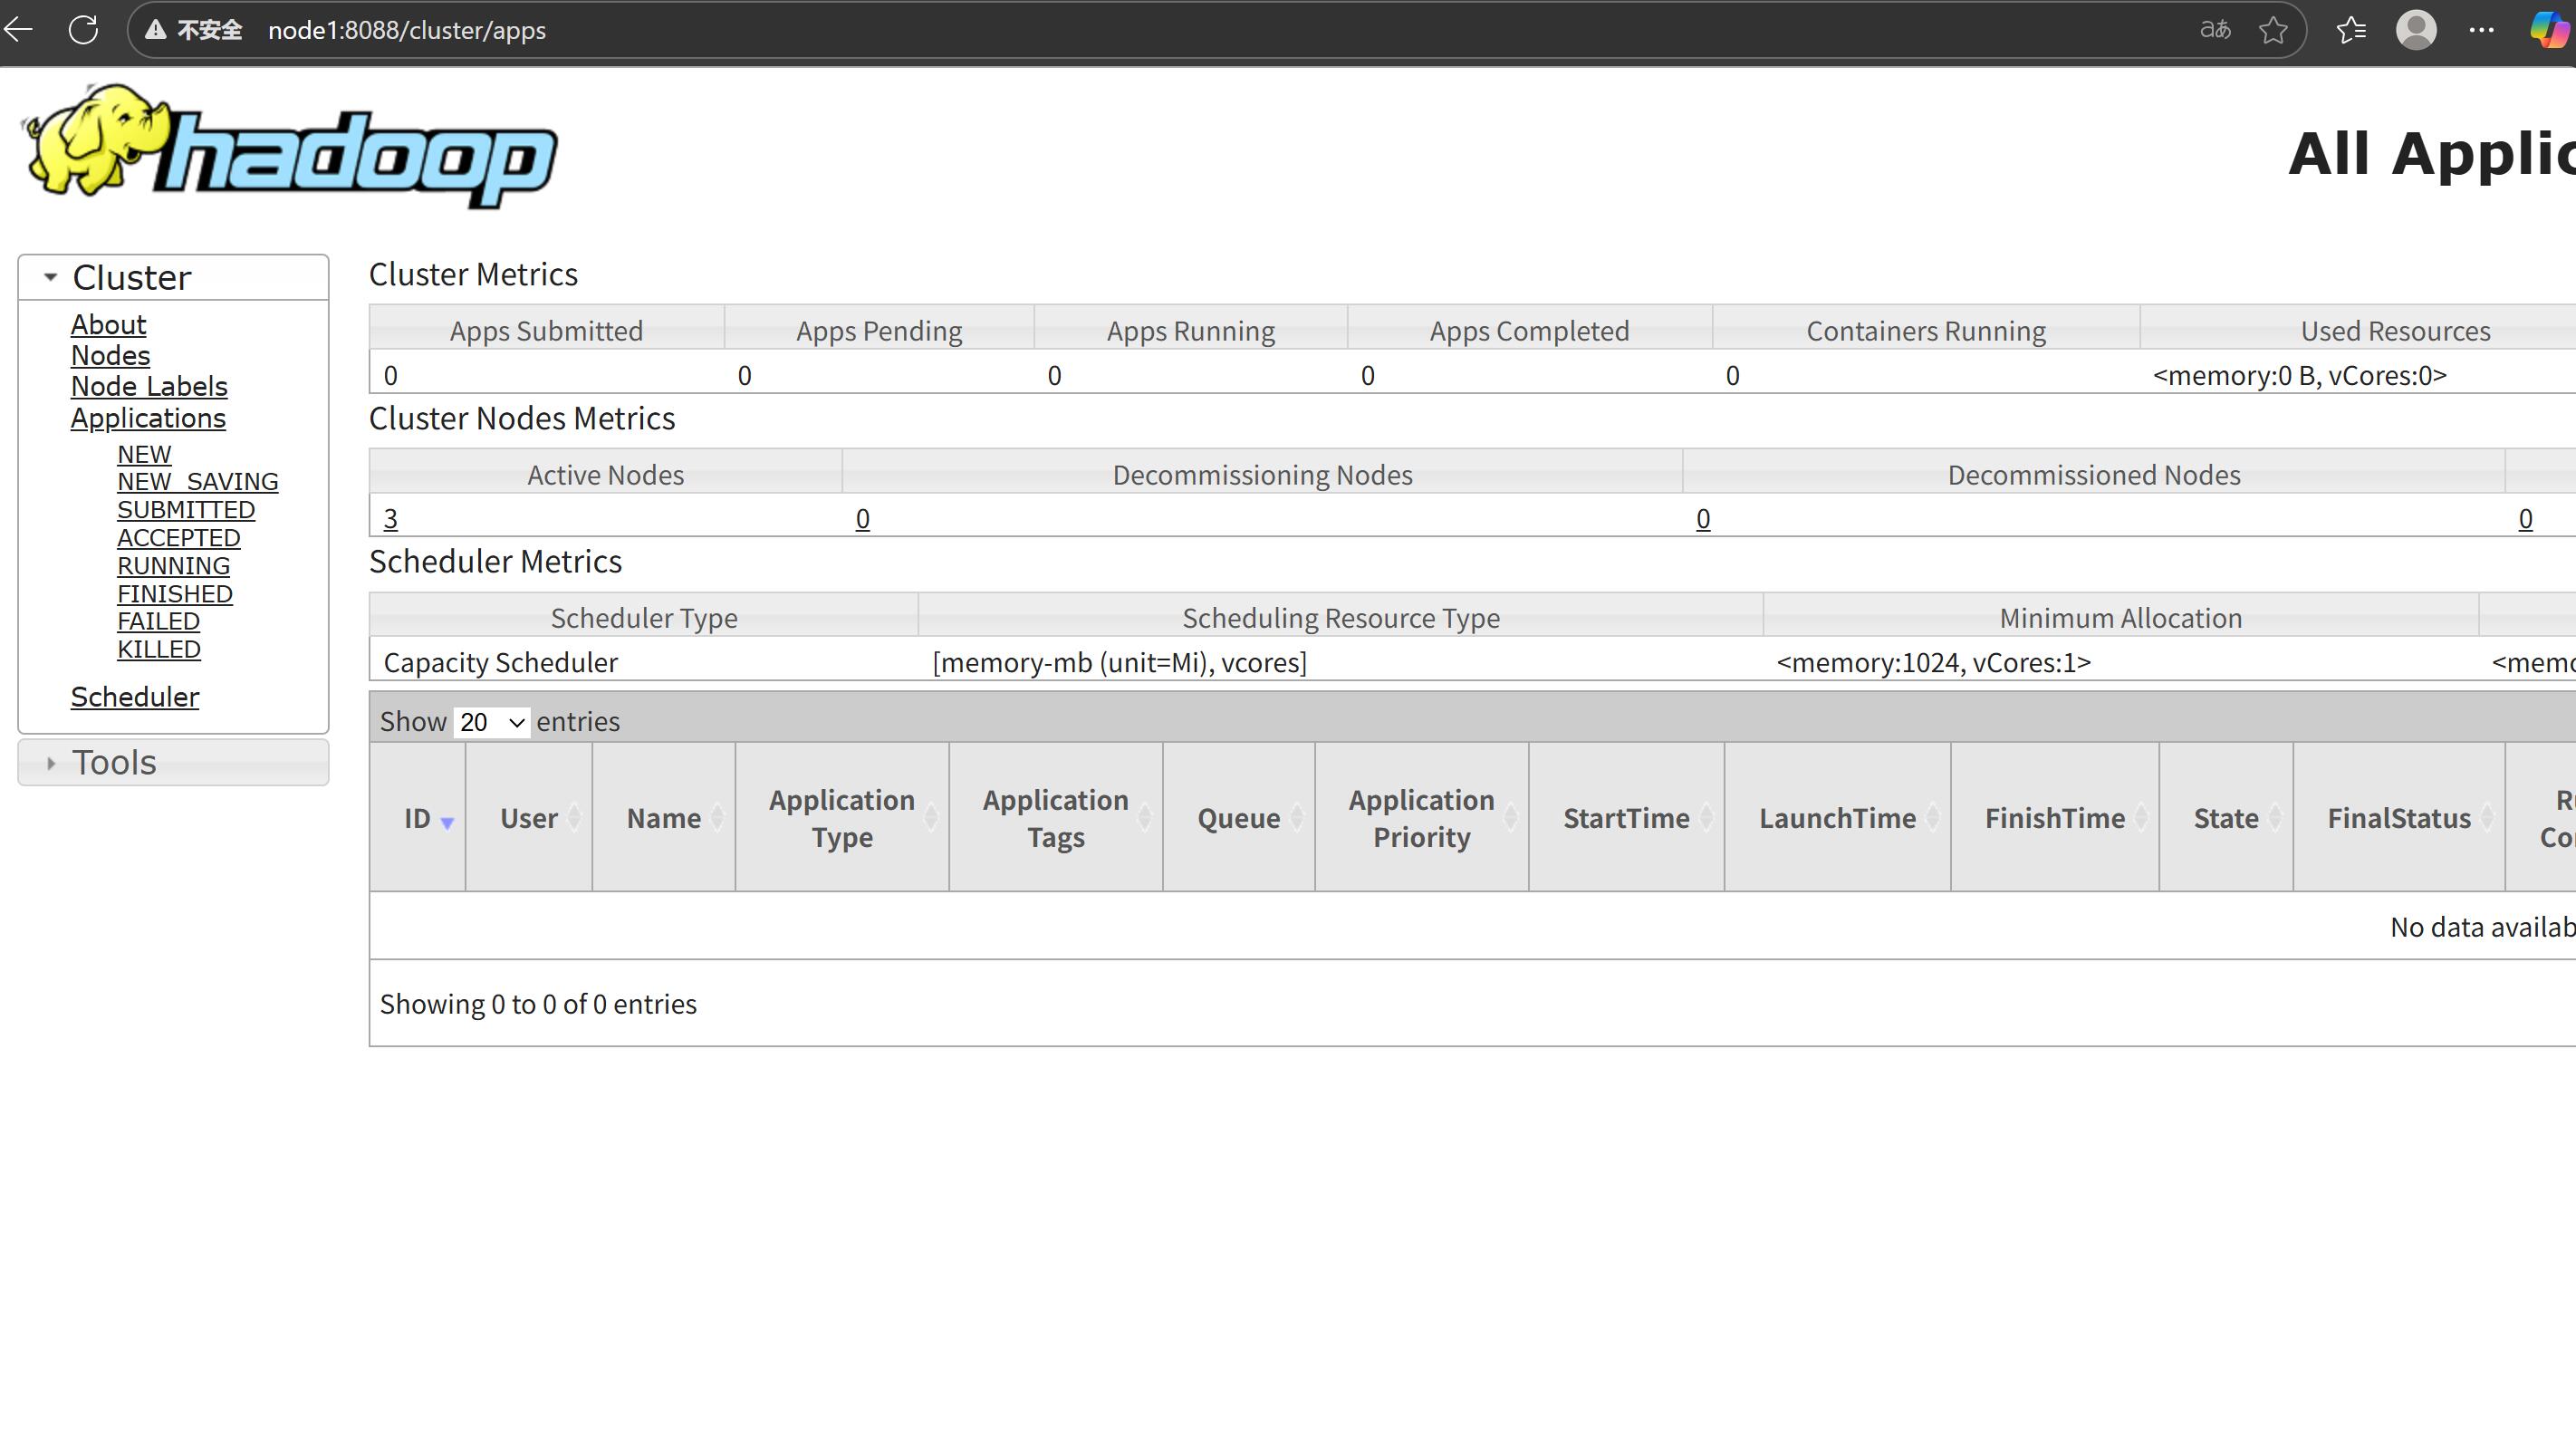 不安全 node1:8088/cluster/apps aあ
hadoop
All Applic
Cluster
About
Nodes
Node Labels
Applications
NEW
NEW_SAVING
SUBMITTED
ACCEPTED
RUNNING
FINISHED
FAILED
KILLED
Scheduler
Tools
Cluster Metrics
Apps Submitted Apps Pending Apps Running Apps Completed Containers Running Used Resources
0 0 0 0 0 <memory:0 B, vCores:0>
Cluster Nodes Metrics
Active Nodes Decommissioning Nodes Decommissioned Nodes
3 0 0 0
Scheduler Metrics
Scheduler Type Scheduling Resource Type Minimum Allocation
Capacity Scheduler [memory-mb (unit=Mi), vcores] <memory:1024, vCores:1> <memo
Show 20 entries
ID User Name Application Type Application Tags Queue Application Priority StartTime LaunchTime FinishTime State FinalStatus Ru Co
No data availab
Showing 0 to 0 of 0 entries